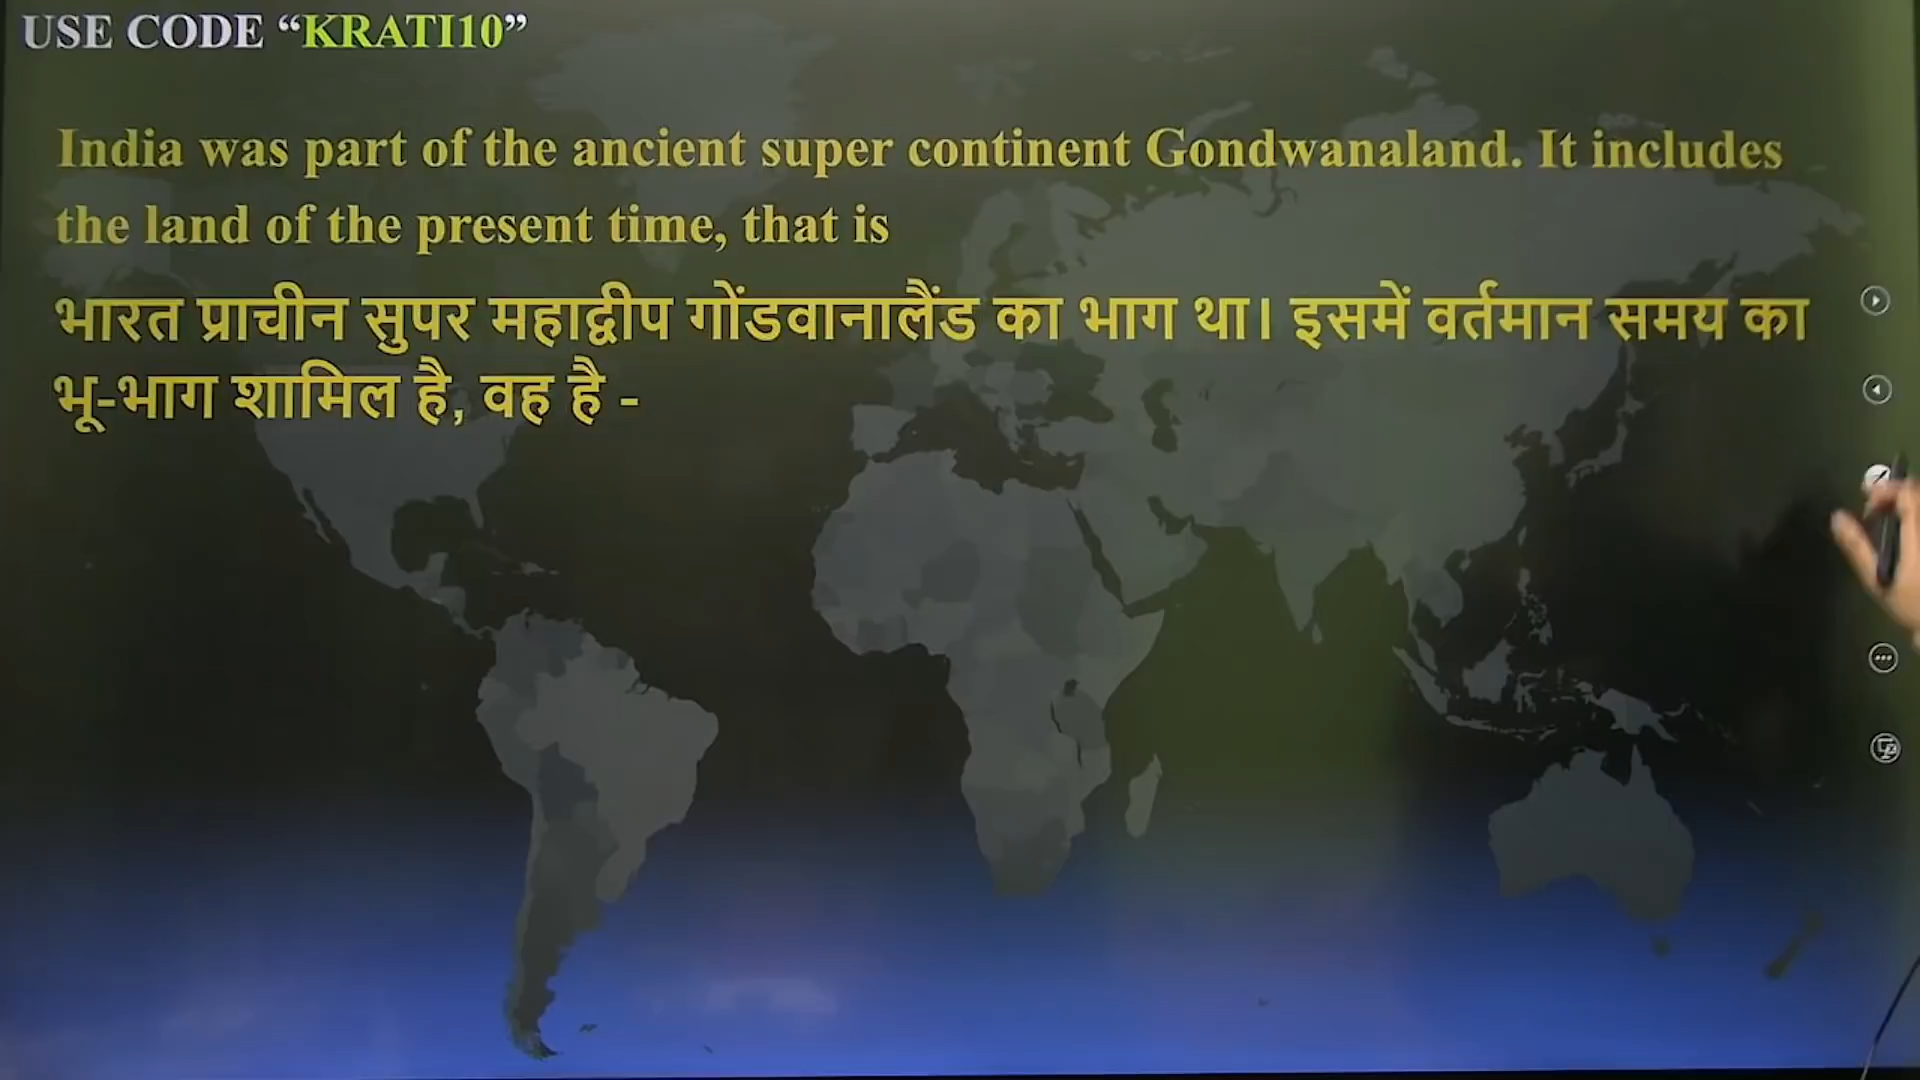 USE CODE “KRATI10”
India was part of the ancient super continent Gondwanaland. It includes
the land of the present time, that is
भारत प्राचीन सुपर महाद्वीप गोंडवानालैंड का भाग था। इसमें वर्तमान समय का
भू-भाग शामिल है, वह है -